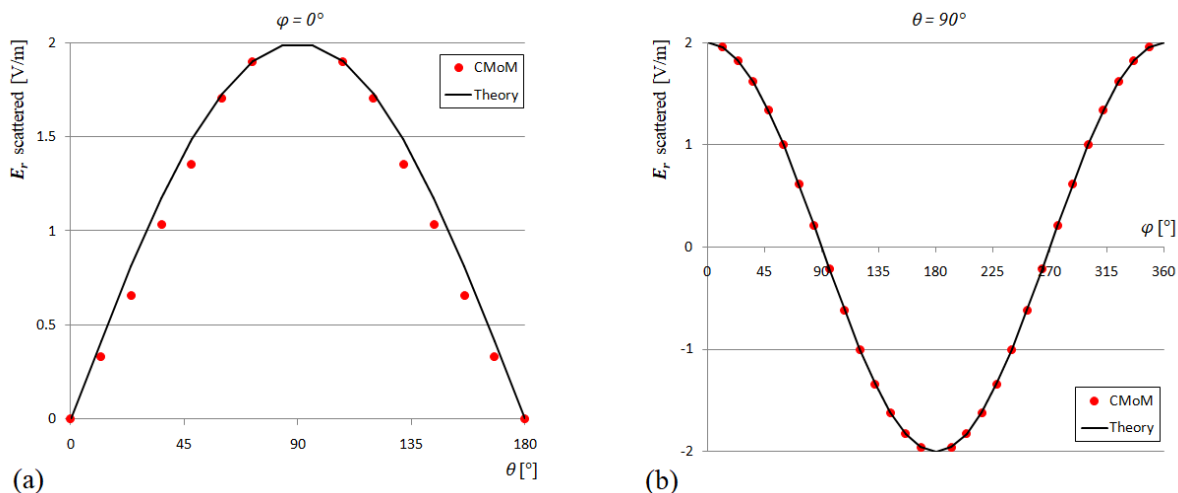 φ = 0°
E_r scattered [V/m]
2
1.5
1
0.5
0
0 45 90 135 180
θ [°]
CMoM
Theory
(a)
θ = 90°
E_r scattered [V/m]
2
1
0
-1
-2
0 45 90 135 180 225 270 315 360
φ [°]
CMoM
Theory
(b)